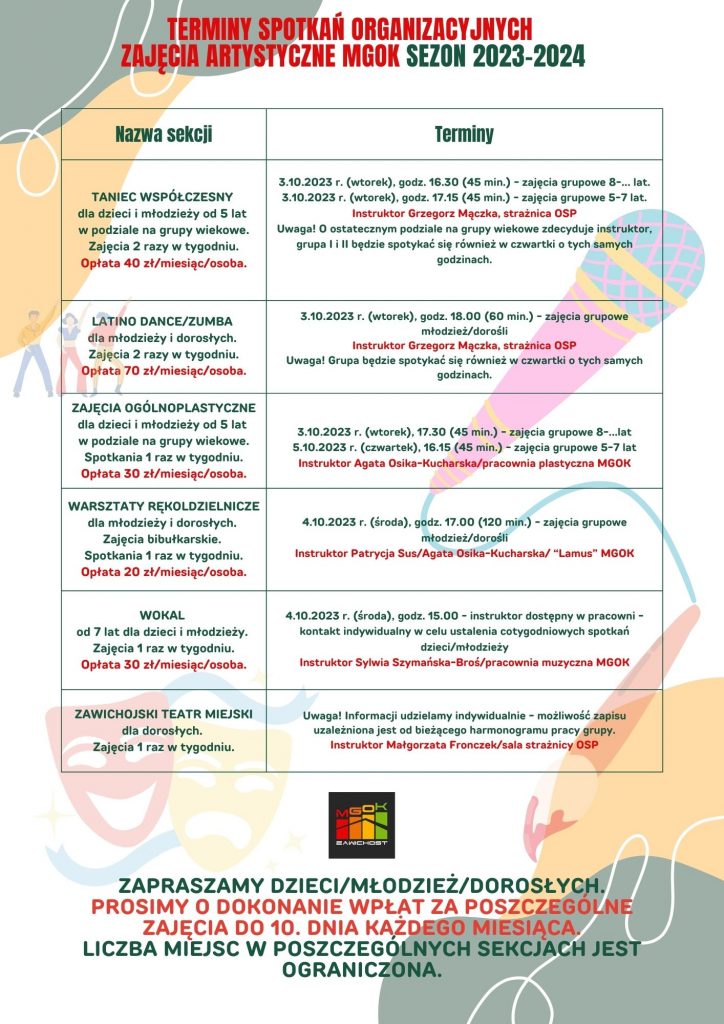 TERMINY SPOTKAŃ ORGANIZACYJNYCH
ZAJĘCIA ARTYSTYCZNE MGOK SEZON 2023-2024
Nazwa sekcji
Terminy
TANIEC WSPÓŁCZESNY
dla dzieci i młodzieży od 5 lat
w podziale na grupy wiekowe.
Zajęcia 2 razy w tygodniu.
Opłata 40 zł/miesiąc/osoba.
3.10.2023 r. (wtorek), godz. 16.30 (45 min.) - zajęcia grupowe 8-... lat.
3.10.2023 r. (wtorek), godz. 17.15 (45 min.) - zajęcia grupowe 5-7 lat.
Instruktor Grzegorz Mączka, strażnica OSP
Uwaga! O ostatecznym podziale na grupy wiekowe zdecyduje instruktor,
grupa I i II będzie spotykać się również w czwartki o tych samych
godzinach.
LATINO DANCE/ZUMBA
dla młodzieży i dorosłych.
Zajęcia 2 razy w tygodniu.
Opłata 70 zł/miesiąc/osoba.
3.10.2023 r. (wtorek), godz. 18.00 (60 min.) - zajęcia grupowe
młodzież/dorośli
Instruktor Grzegorz Mączka, strażnica OSP
Uwaga! Grupa będzie spotykać się również w czwartki o tych samych
godzinach.
ZAJĘCIA OGÓLNOPLASTYCZNE
dla dzieci i młodzieży od 5 lat
w podziale na grupy wiekowe.
Spotkania 1 raz w tygodniu.
Opłata 30 zł/miesiąc/osoba.
3.10.2023 r. (wtorek), 17.30 (45 min.) - zajęcia grupowe 8-...lat
5.10.2023 r. (czwartek), 16.15 (45 min.) - zajęcia grupowe 5-7 lat
Instruktor Agata Osika-Kucharska/pracownia plastyczna MGOK
WARSZTATY RĘKOLDZIELNICZE
dla młodzieży i dorosłych.
Zajęcia bibułkarskie.
Spotkania 1 raz w tygodniu.
Opłata 20 zł/miesiąc/osoba.
4.10.2023 r. (środa), godz. 17.00 (120 min.) - zajęcia grupowe
młodzież/dorośli
Instruktor Patrycja Sus/Agata Osika-Kucharska/ “Lamus” MGOK
WOKAL
od 7 lat dla dzieci i młodzieży.
Zajęcia 1 raz w tygodniu.
Opłata 30 zł/miesiąc/osoba.
4.10.2023 r. (środa), godz. 15.00 - instruktor dostępny w pracowni -
kontakt indywidualny w celu ustalenia cotygodniowych spotkań
dzieci/młodzieży
Instruktor Sylwia Szymańska-Broś/pracownia muzyczna MGOK
ZAWICHOJSKI TEATR MIEJSKI
dla dorosłych.
Zajęcia 1 raz w tygodniu.
Uwaga! Informacji udzielamy indywidualnie - możliwość zapisu
uzależniona jest od bieżącego harmonogramu pracy grupy.
Instruktor Małgorzata Fronczek/sala strażnicy OSP
MGOK
ZAWICHOST
ZAPRASZAMY DZIECI/MŁODZIEŻ/DOROSŁYCH.
PROSIMY O DOKONANIE WPŁAT ZA POSZCZEGÓLNE
ZAJĘCIA DO 10. DNIA KAŻDEGO MIESIĄCA.
LICZBA MIEJSC W POSZCZEGÓLNYCH SEKCJACH JEST
OGRANICZONA.